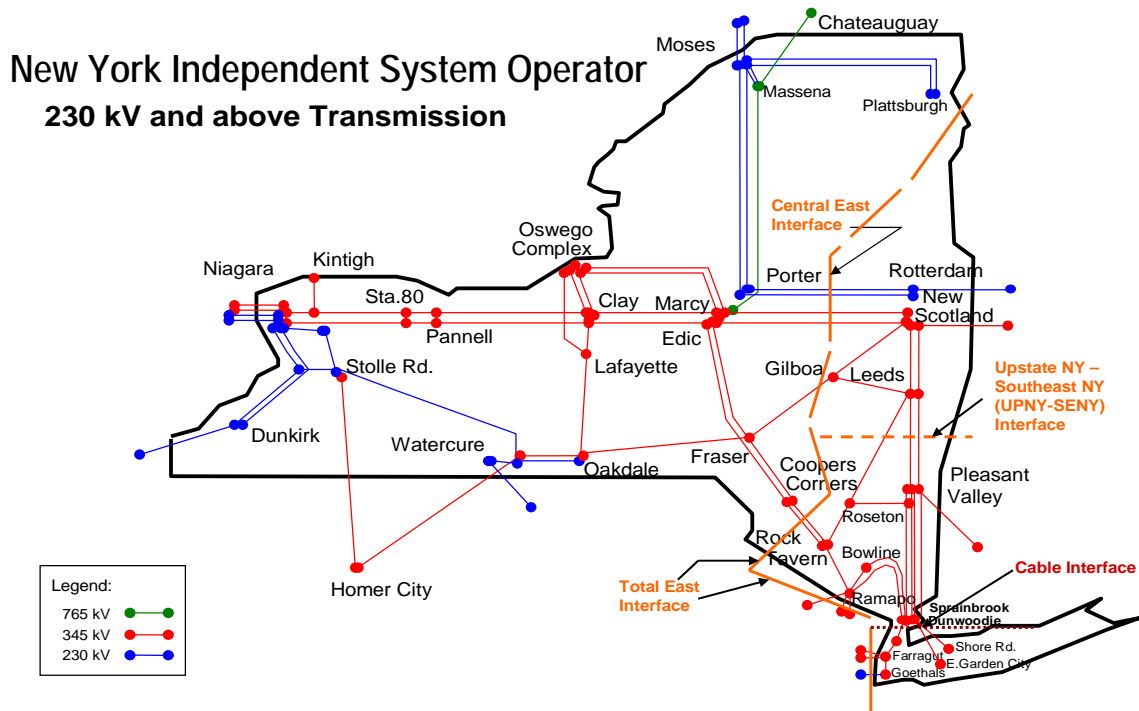 New York Independent System Operator
230 kV and above Transmission
Chateauguay
Moses
Massena
Plattsburgh
Central East
Interface
Oswego
Complex
Kintigh
Niagara
Porter
Rotterdam
Sta.80
Clay
Marcy
New
Scotland
Pannell
Edic
Stolle Rd.
Lafayette
Gilboa
Leeds
Upstate NY –
Southeast NY
(UPNY-SENY)
Interface
Dunkirk
Watercure
Oakdale
Fraser
Coopers
Corners
Pleasant
Valley
Roseton
Rock
Tavern
Bowline
Homer City
Total East
Interface
Ramapo
Cable Interface
Sprainbrook
Dunwoodie
Shore Rd.
Farragut
E.Garden City
Goethals
Legend:
765 kV
345 kV
230 kV